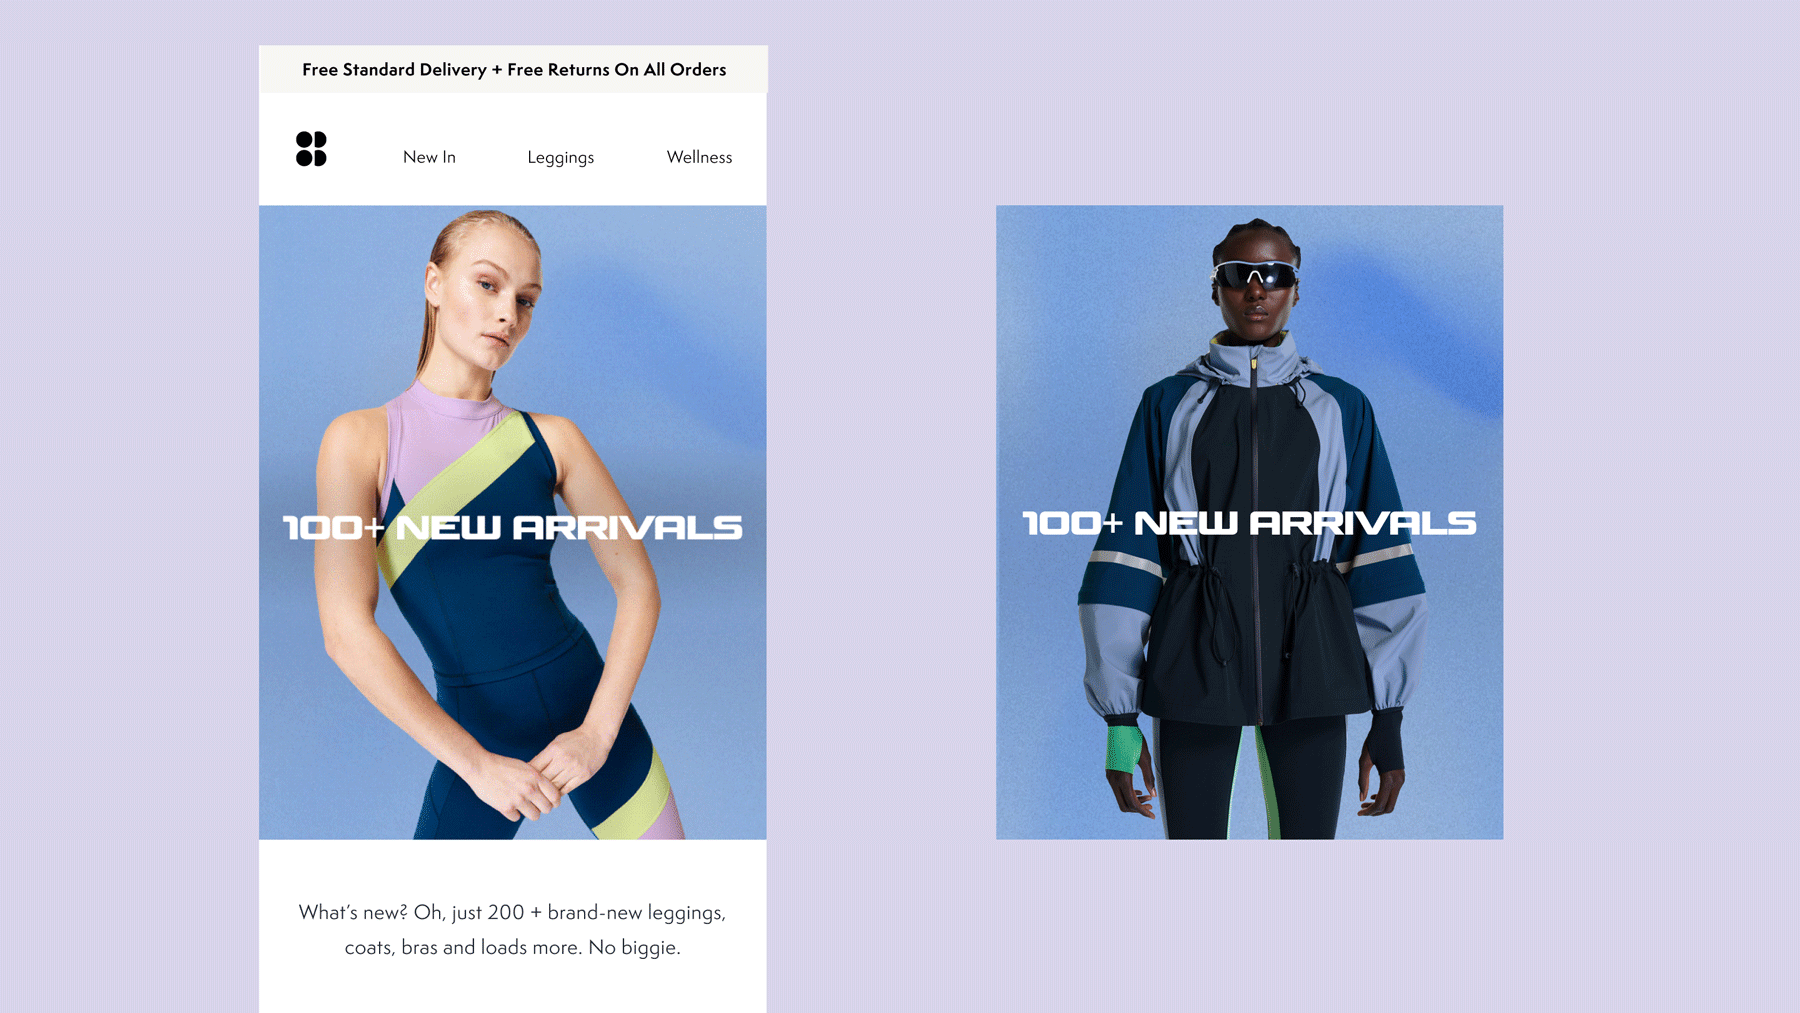 Free Standard Delivery + Free Returns On All Orders
New In Leggings Wellness
100+ NEW ARRIVALS
What's new? Oh, just 200 + brand-new leggings,
coats, bras and loads more. No biggie.
100+ NEW ARRIVALS